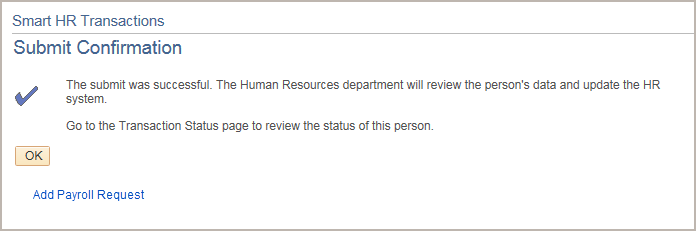 Smart HR Transactions
Submit Confirmation
The submit was successful. The Human Resources department will review the person's data and update the HR
system.
Go to the Transaction Status page to review the status of this person.
OK
Add Payroll Request